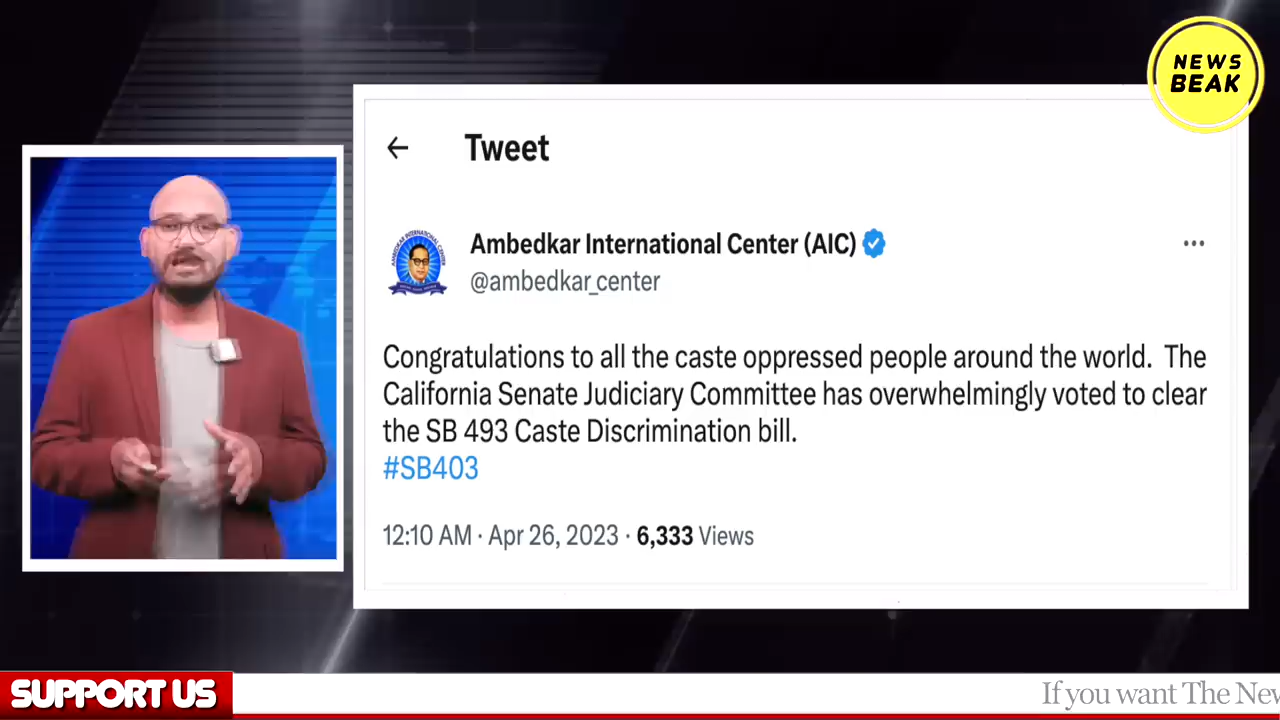 NEWS
BEAK
Tweet
Ambedkar International Center (AIC)
@ambedkar_center
Congratulations to all the caste oppressed people around the world. The
California Senate Judiciary Committee has overwhelmingly voted to clear
the SB 493 Caste Discrimination bill.
#SB403
12:10 AM · Apr 26, 2023 · 6,333 Views
SUPPORT US
If you want The New